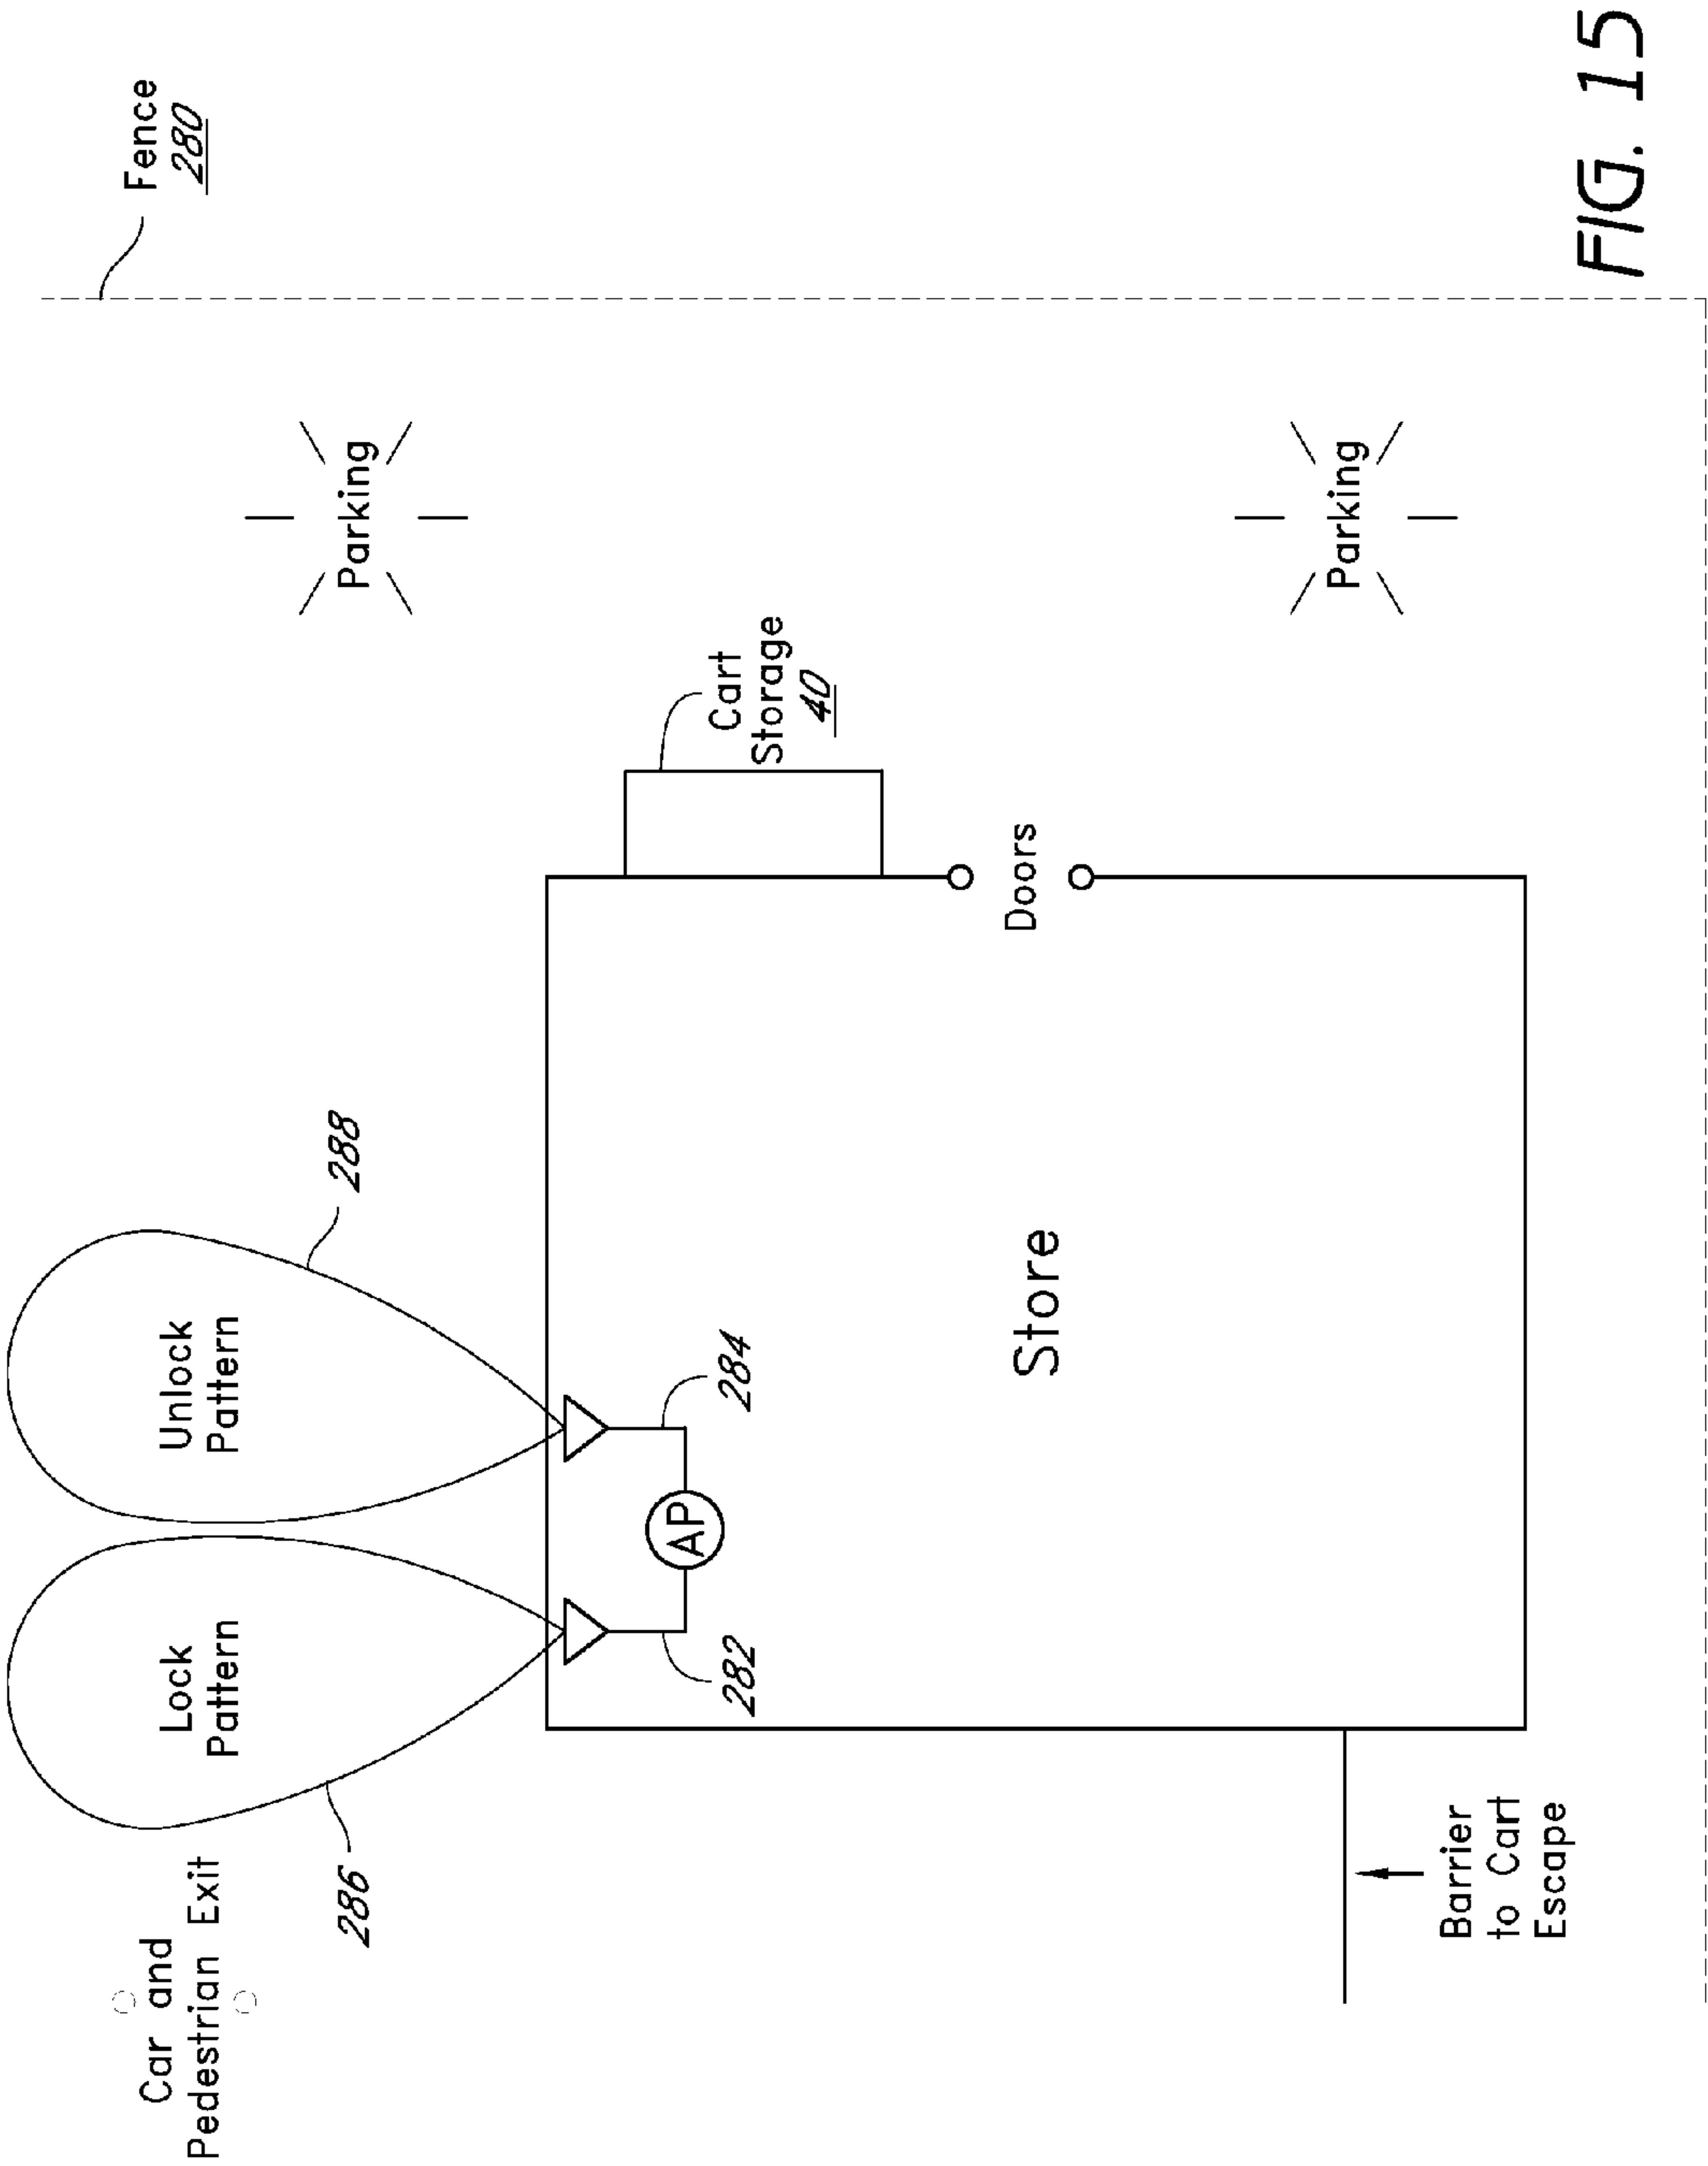 Car and
Pedestrian Exit
Lock
Pattern
286
Unlock
Pattern
288
Fence
280
Parking
282
AP
284
Cart
Storage
40
Store
Doors
Parking
Barrier
to Cart
Escape
FIG. 15